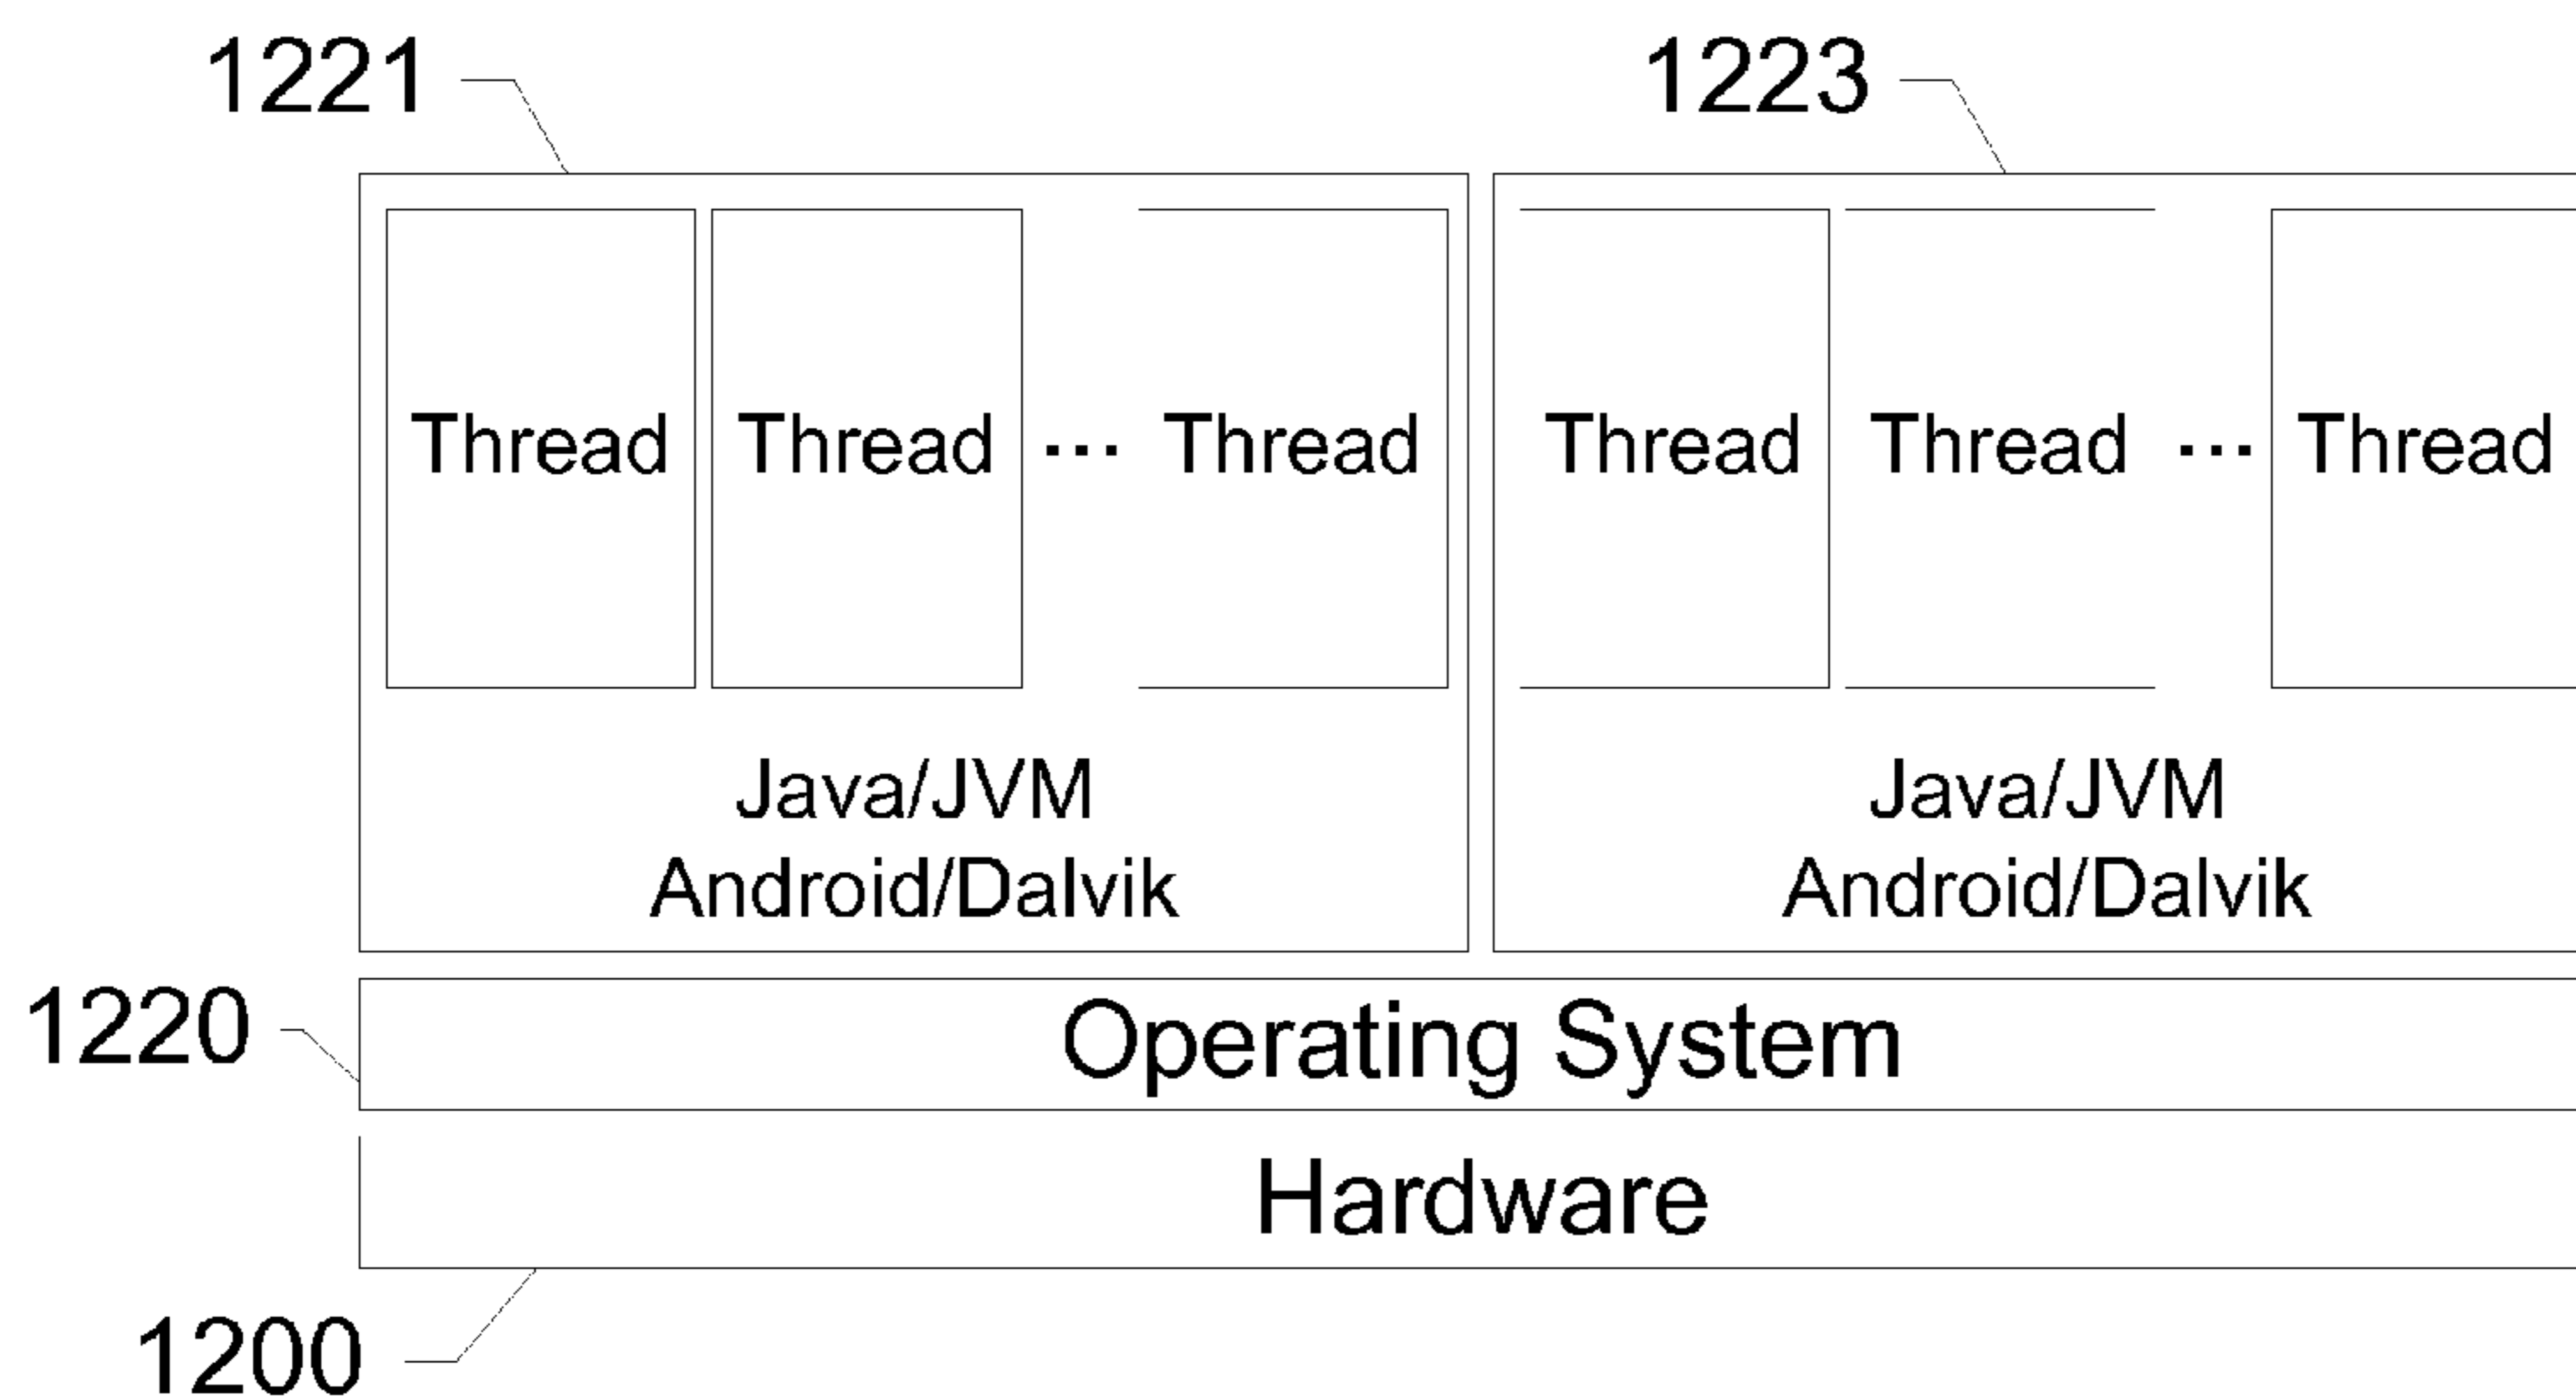 1221 1223
Thread Thread ... Thread Thread Thread ... Thread
Java/JVM Java/JVM
Android/Dalvik Android/Dalvik
1220 Operating System
Hardware
1200